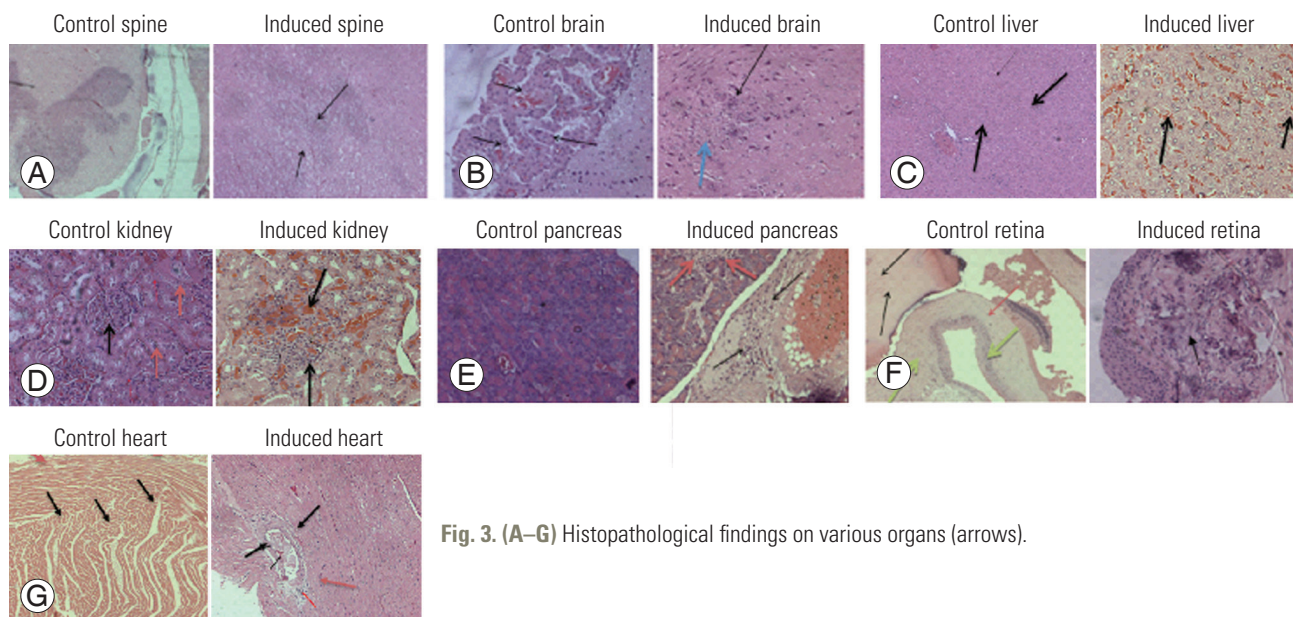 Control spine Induced spine Control brain Induced brain Control liver Induced liver
A B C
Control kidney Induced kidney Control pancreas Induced pancreas Control retina Induced retina
D E F
Control heart Induced heart
G
Fig. 3. (A–G) Histopathological findings on various organs (arrows).